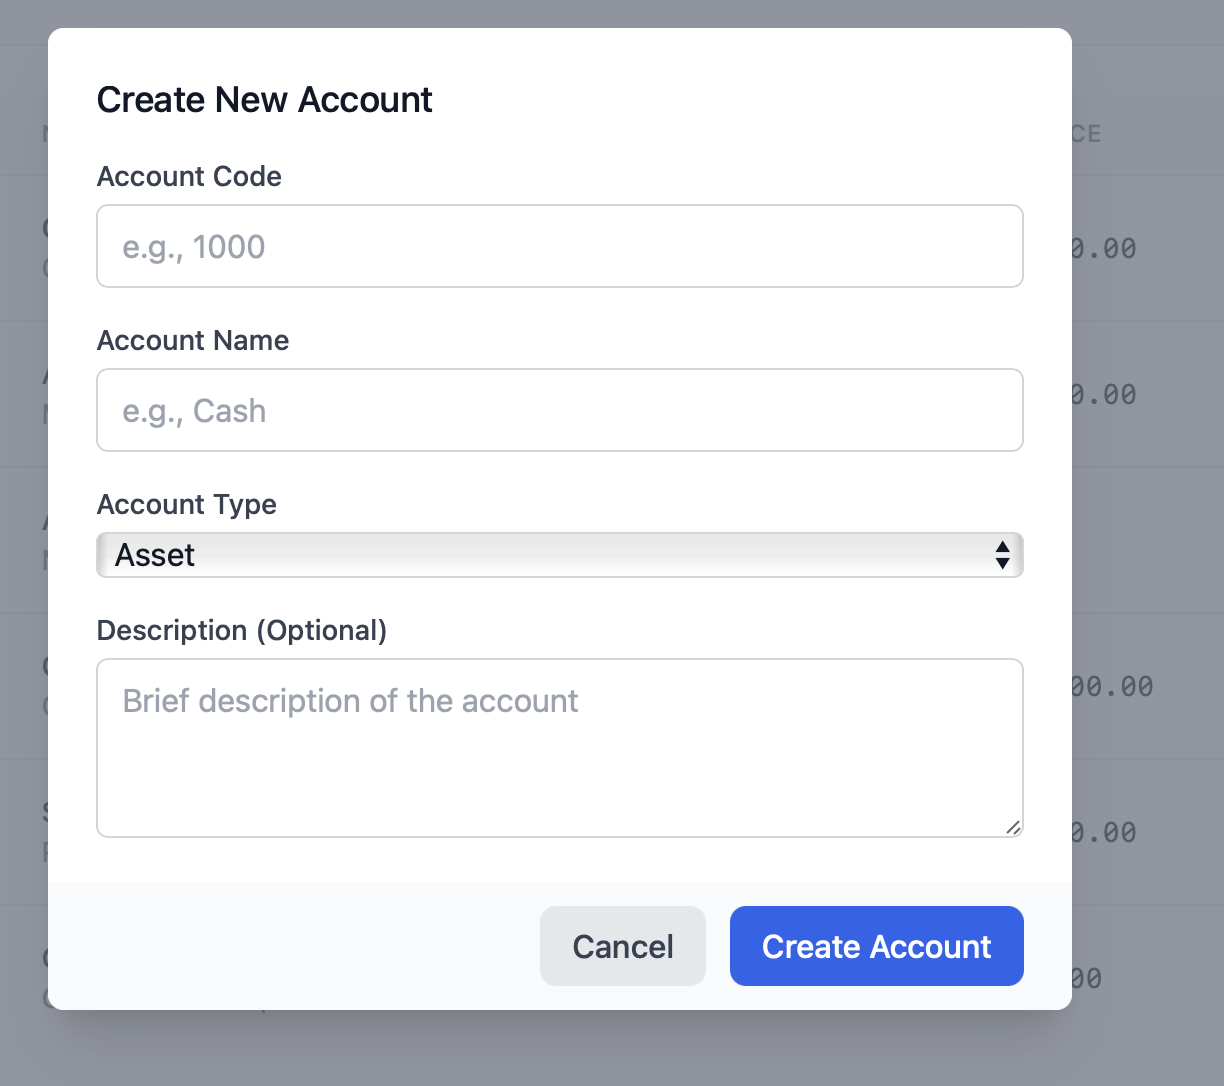 Create New Account
Account Code
e.g., 1000
Account Name
e.g., Cash
Account Type
Asset
Description (Optional)
Brief description of the account
Cancel
Create Account
CE
0.00
0.00
00.00
0.00
00